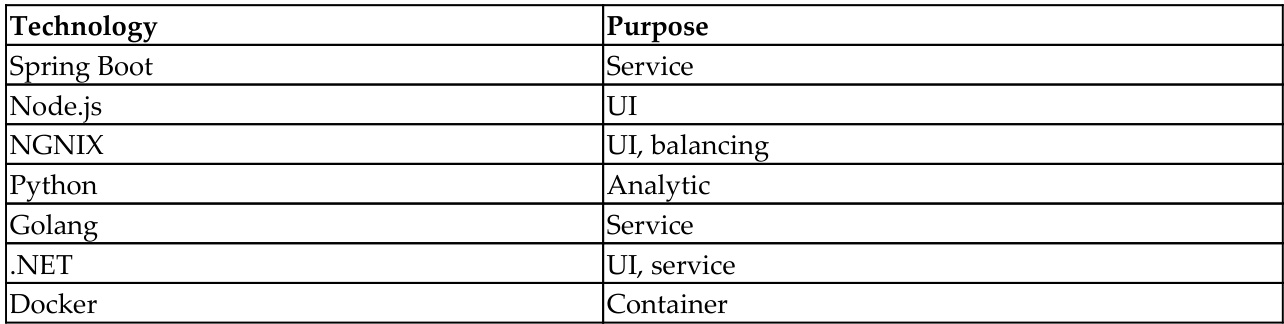 Technology Purpose
Spring Boot Service
Node.js UI
NGNIX UI, balancing
Python Analytic
Golang Service
.NET UI, service
Docker Container